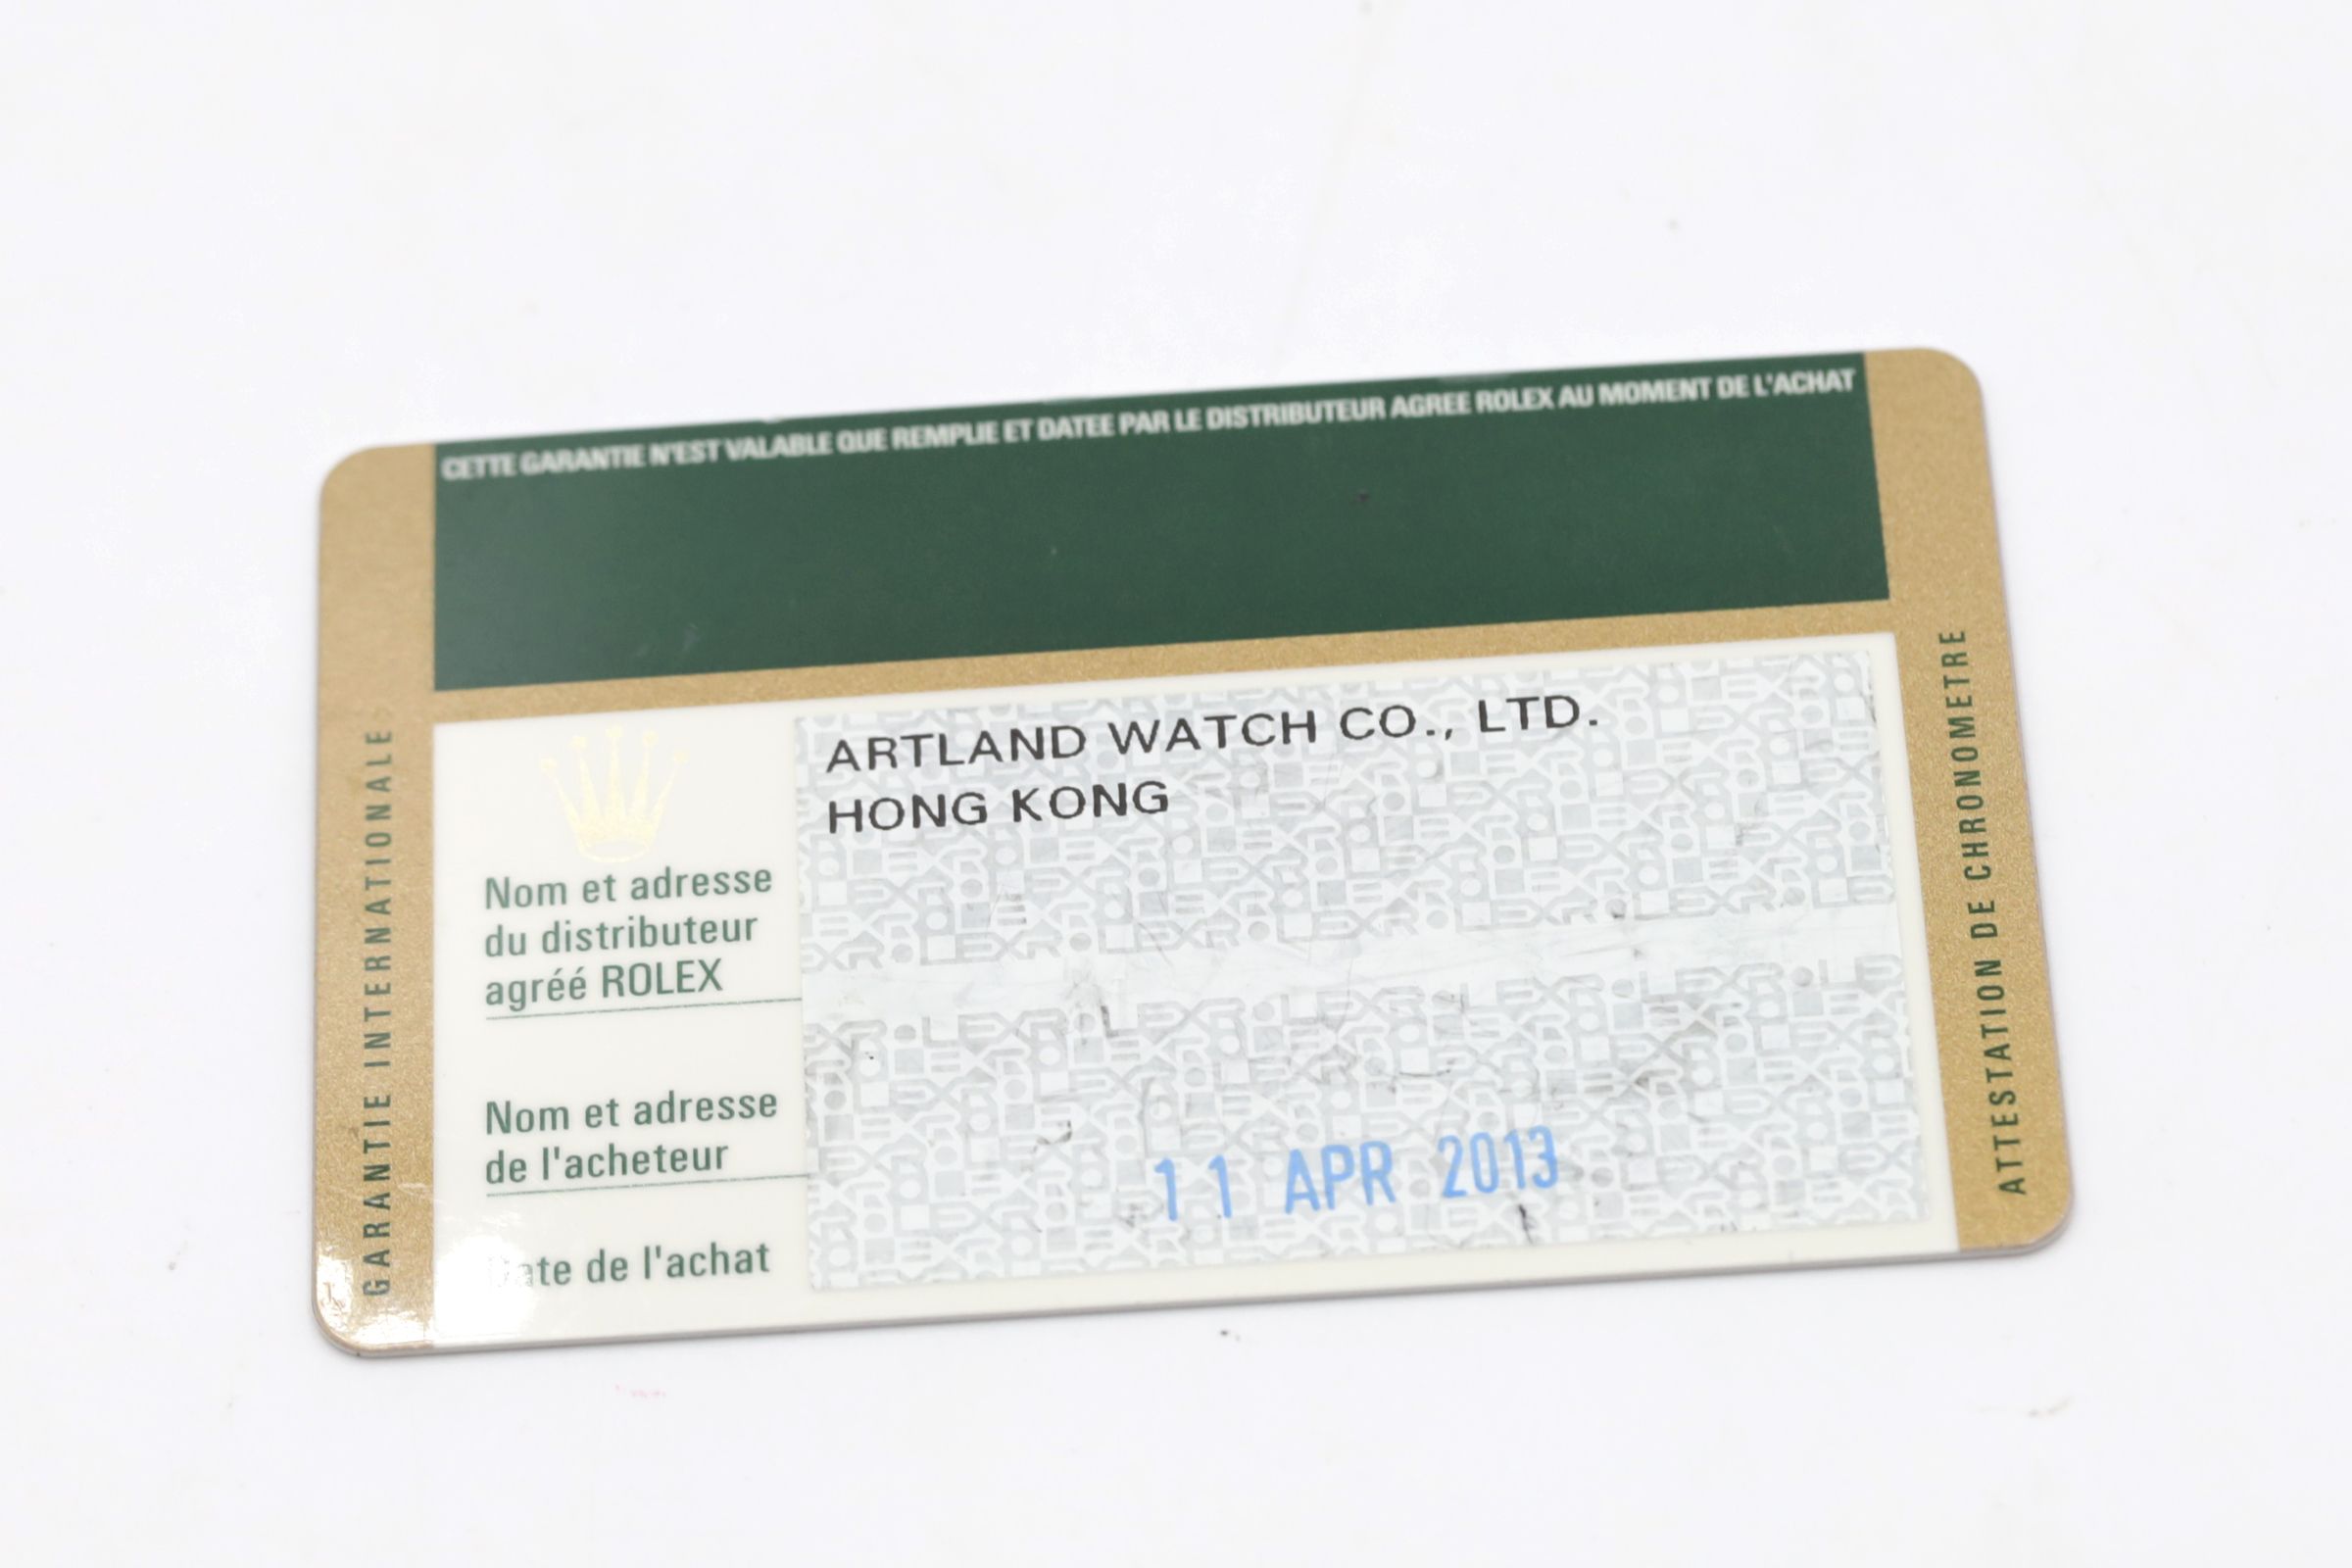 CETTE GARANTIE N'EST VALABLE QUE REMPLIE ET DATEE PAR LE DISTRIBUTEUR AGREE ROLEX AU MOMENT DE L'ACHAT
GARANTIE INTERNATIONALE
ARTLAND WATCH CO., LTD.
HONG KONG
Nom et adresse
du distributeur
agréé ROLEX
Nom et adresse
de l'acheteur
11 APR 2013
Date de l'achat
ATTESTATION DE CHRONOMETRE